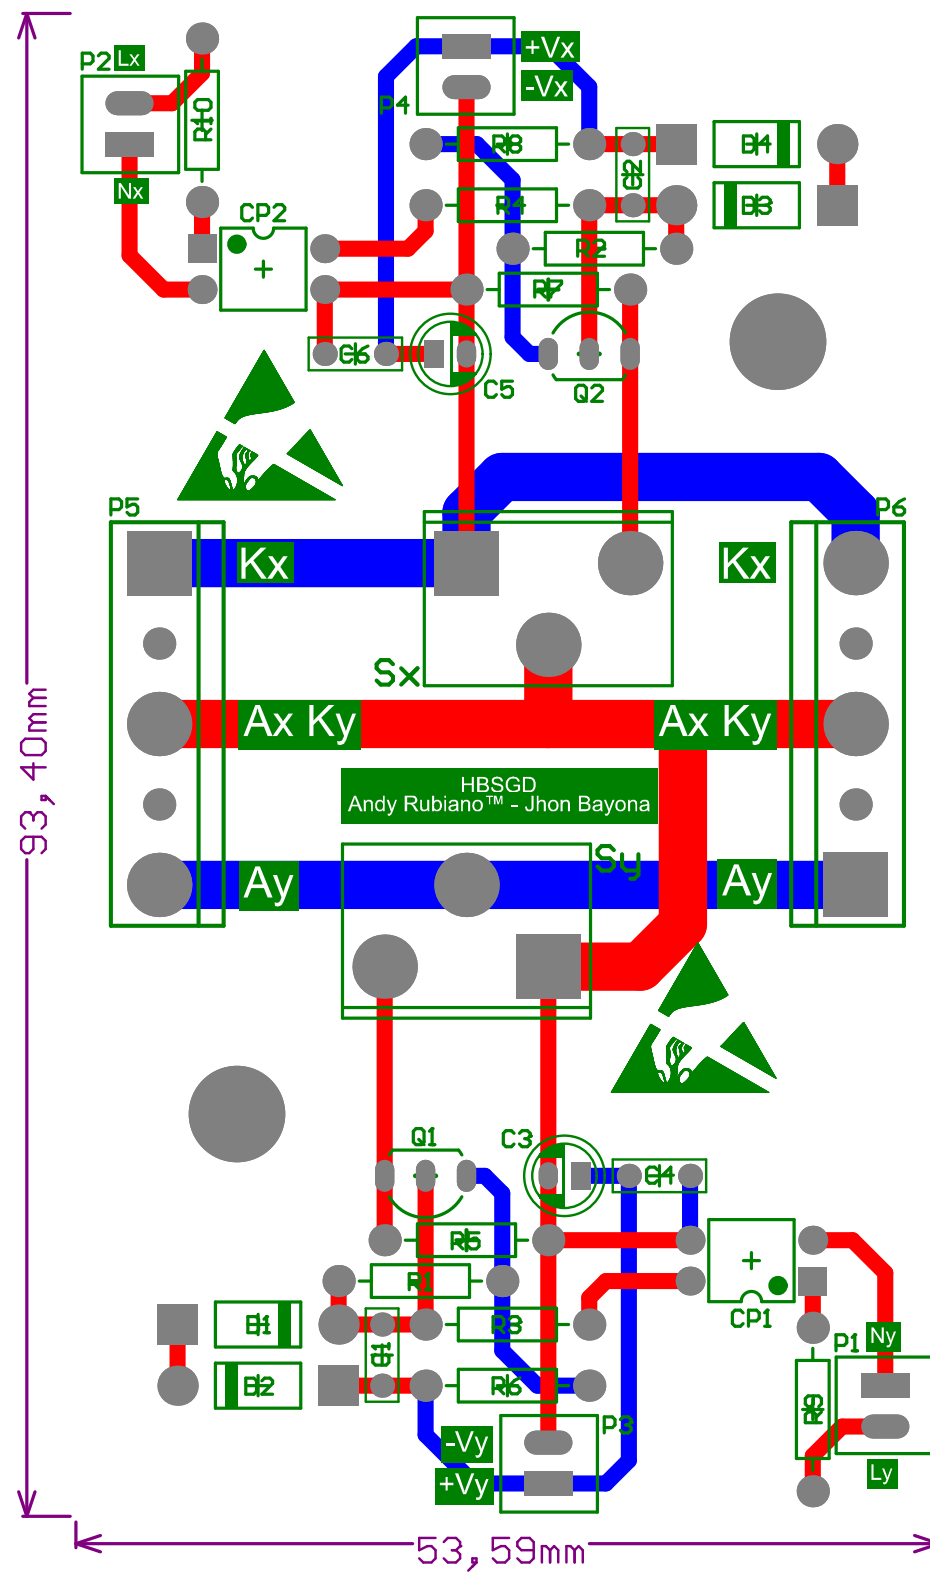 P2
Lx
+Vx
-Vx
P4
R10
R8
C2
D4
Nx
R4
D3
CP2
R2
R7
C6
C5
Q2
P5
P6
Kx
Kx
Sx
Ax Ky
Ax Ky
93,40mm
HBSGD
Andy Rubiano™ - Jhon Bayona
Sy
Ay
Ay
Q1
C3
C4
R5
R1
CP1
D1
R3
C1
Ny
P1
D2
R6
R9
P3
-Vy
+Vy
Ly
53,59mm